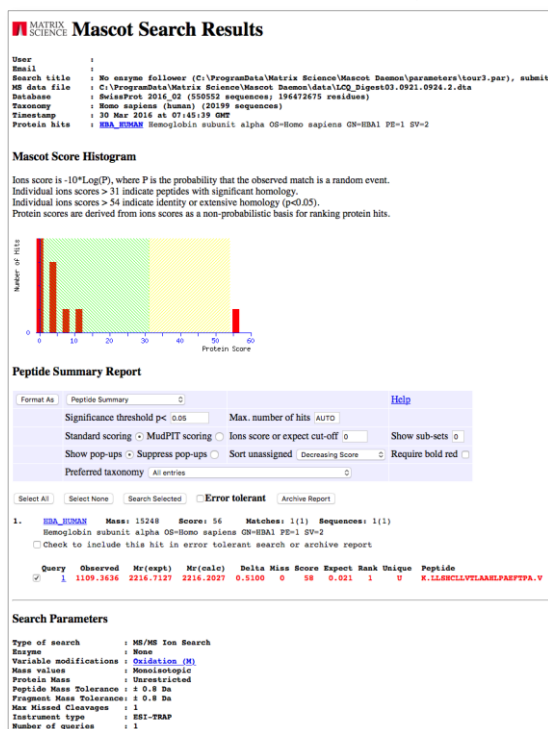 MATRIX
SCIENCE Mascot Search Results
User :
Email :
Search title : No enzyme follower (C:\ProgramData\Matrix Science\Mascot Daemon\parameters\tour3.par), submit
MS data file : C:\ProgramData\Matrix Science\Mascot Daemon\data\LCQ_Digest03.0921.0924.2.dta
Database : SwissProt 2016_02 (550552 sequences; 196472675 residues)
Taxonomy : Homo sapiens (human) (20199 sequences)
Timestamp : 30 Mar 2016 at 07:45:39 GMT
Protein hits : HBA_HUMAN Hemoglobin subunit alpha OS=Homo sapiens GN=HBA1 PE=1 SV=2
Mascot Score Histogram
Ions score is -10*Log(P), where P is the probability that the observed match is a random event.
Individual ions scores > 31 indicate peptides with significant homology.
Individual ions scores > 54 indicate identity or extensive homology (p<0.05).
Protein scores are derived from ions scores as a non-probabilistic basis for ranking protein hits.
Number of Hits
0
0 10 20 30 40 50 60
Protein Score
Peptide Summary Report
Format As Peptide Summary Help
Significance threshold p< 0.05 Max. number of hits AUTO
Standard scoring MudPIT scoring Ions score or expect cut-off 0 Show sub-sets 0
Show pop-ups Suppress pop-ups Sort unassigned Decreasing Score Require bold red
Preferred taxonomy All entries
Select All Select None Search Selected Error tolerant Archive Report
1. HBA_HUMAN Mass: 15248 Score: 56 Matches: 1(1) Sequences: 1(1)
Hemoglobin subunit alpha OS=Homo sapiens GN=HBA1 PE=1 SV=2
Check to include this hit in error tolerant search or archive report
Query Observed Mr(expt) Mr(calc) Delta Miss Score Expect Rank Unique Peptide
1 1109.3636 2216.7127 2216.2027 0.5100 0 58 0.021 1 U K.LLSHCLLVTLAAHLPAEFTPA.V
Search Parameters
Type of search : MS/MS Ion Search
Enzyme : None
Variable modifications : Oxidation (M)
Mass values : Monoisotopic
Protein Mass : Unrestricted
Peptide Mass Tolerance : ± 0.8 Da
Fragment Mass Tolerance: ± 0.8 Da
Max Missed Cleavages : 1
Instrument type : ESI-TRAP
Number of queries : 1